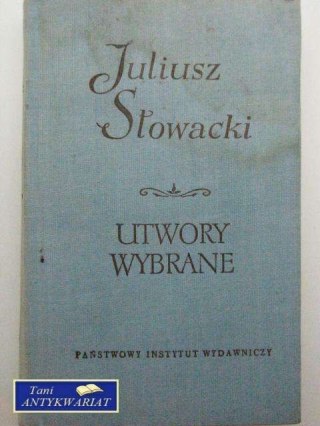 Juliusz
Słowacki
UTWORY
WYBRANE
PAŃSTWOWY INSTYTUT WYDAWNICZY
Tani
ANTYKWARIAT